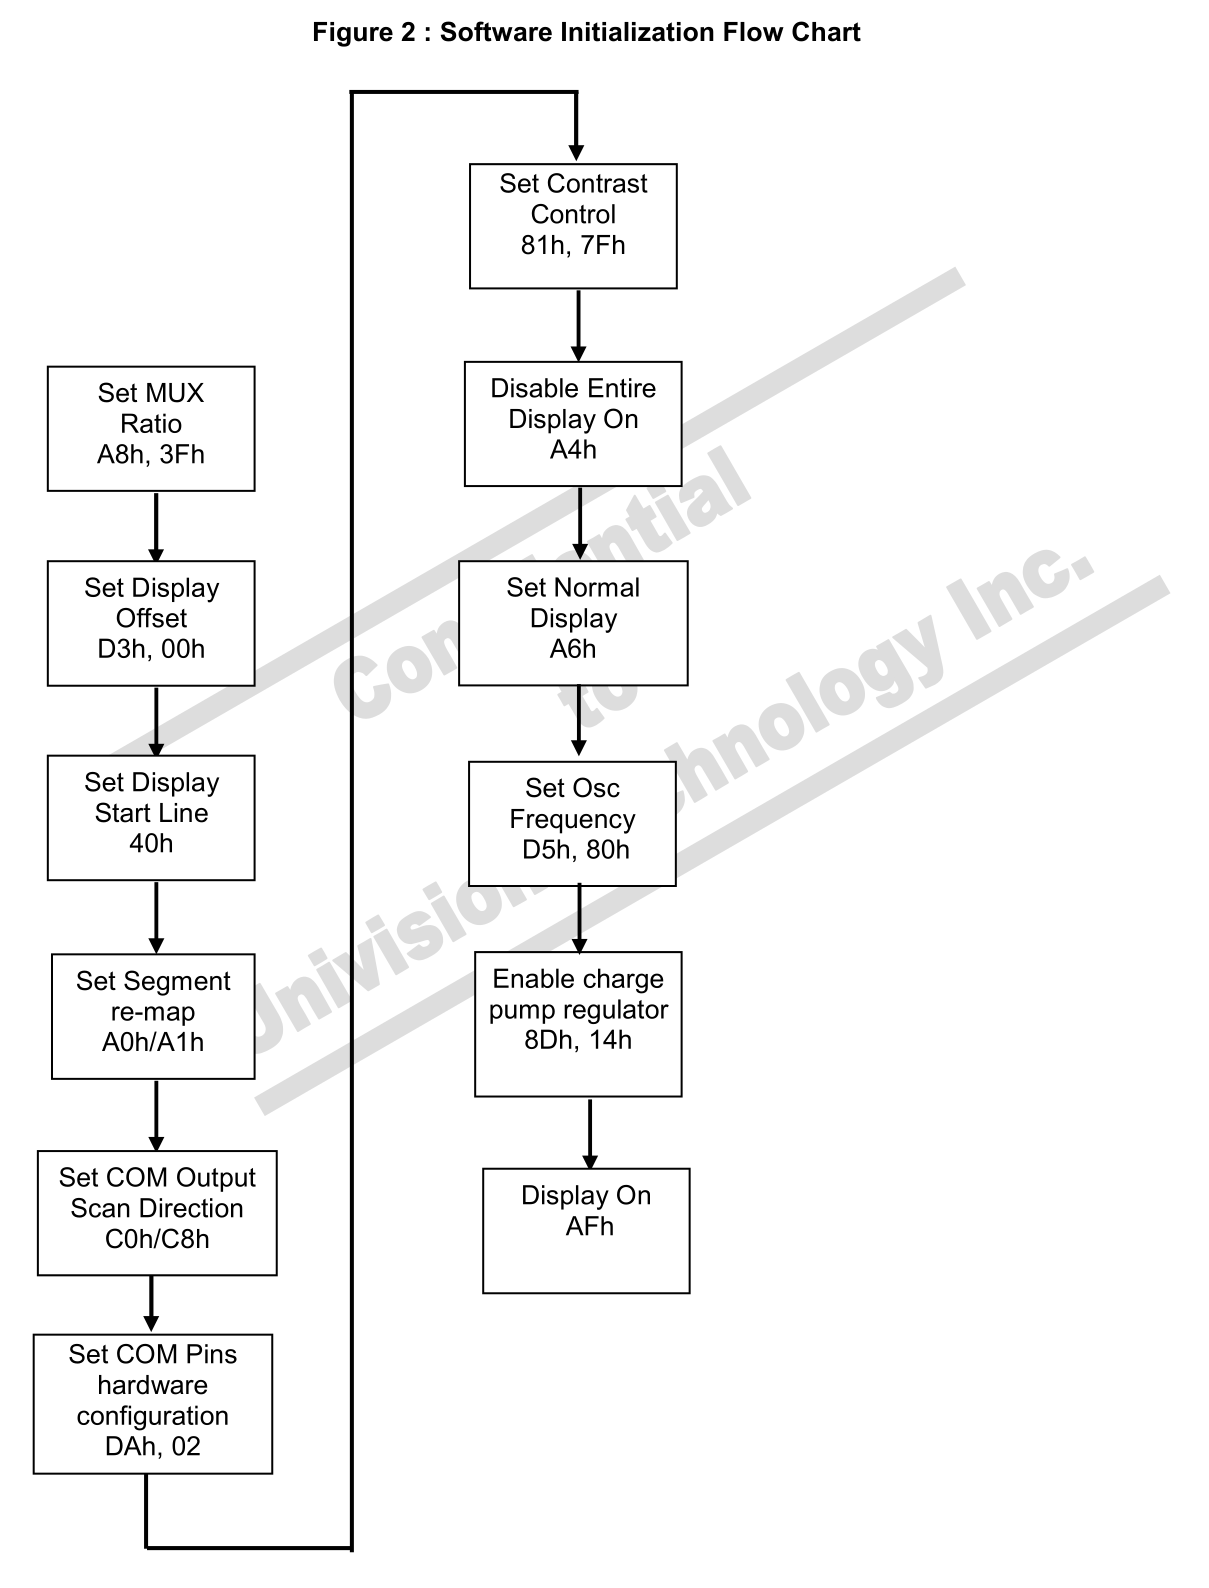 Figure 2 : Software Initialization Flow Chart
Set MUX
Ratio
A8h, 3Fh
Set Display
Offset
D3h, 00h
Set Display
Start Line
40h
Set Segment
re-map
A0h/A1h
Set COM Output
Scan Direction
C0h/C8h
Set COM Pins
hardware
configuration
DAh, 02
Set Contrast
Control
81h, 7Fh
Disable Entire
Display On
A4h
Set Normal
Display
A6h
Set Osc
Frequency
D5h, 80h
Enable charge
pump regulator
8Dh, 14h
Display On
AFh
Confidential
to
Univision Technology Inc.